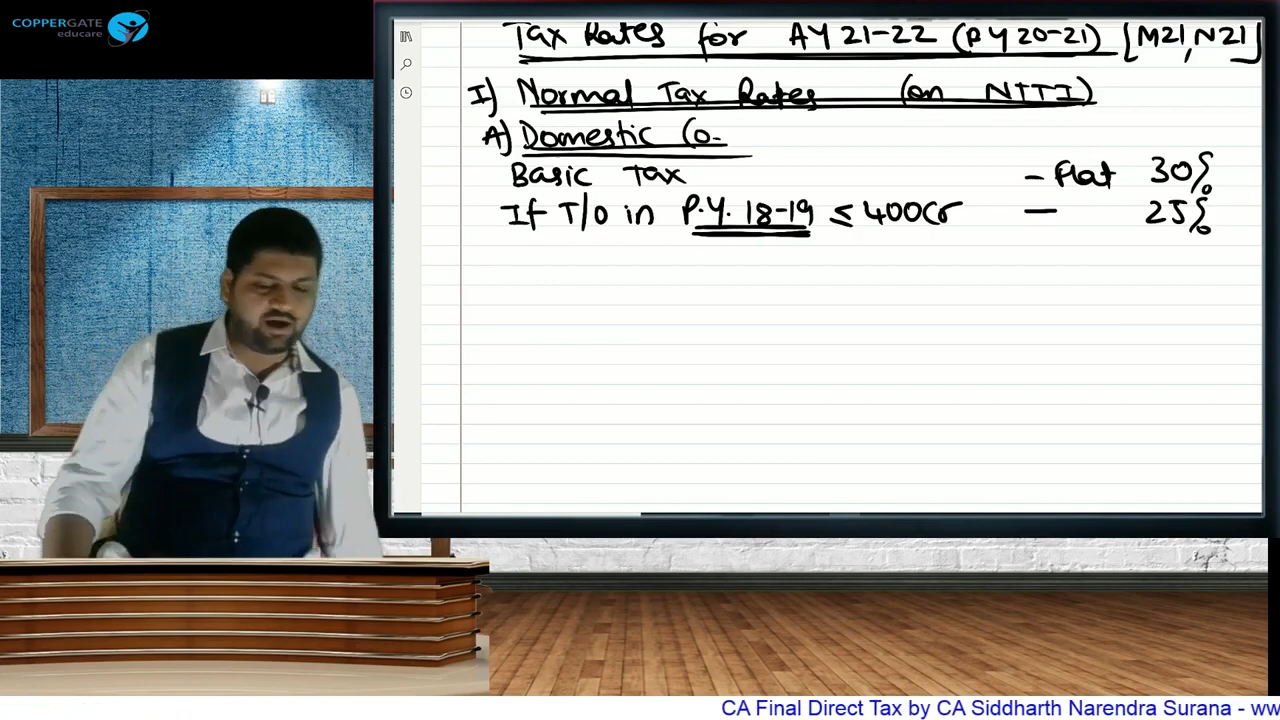 COPPERGATE
educare
Tax Rates for AY 21-22 (P Y 20-21) [M21, N21]
I) Normal Tax Rates (on NTTI)
A) Domestic Co.
Basic Tax - Flat 30%
If T/O in P.Y. 18-19 ≤ 400Cr — 25%
CA Final Direct Tax by CA Siddharth Narendra Surana - ww